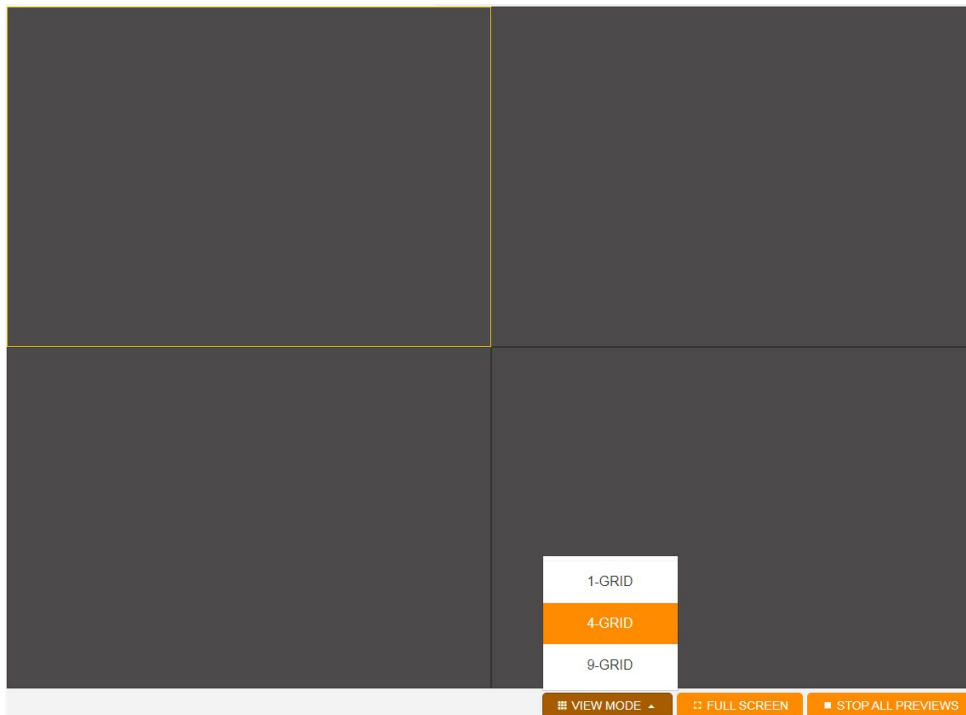 1-GRID
4-GRID
9-GRID
VIEW MODE
FULL SCREEN
STOP ALL PREVIEWS